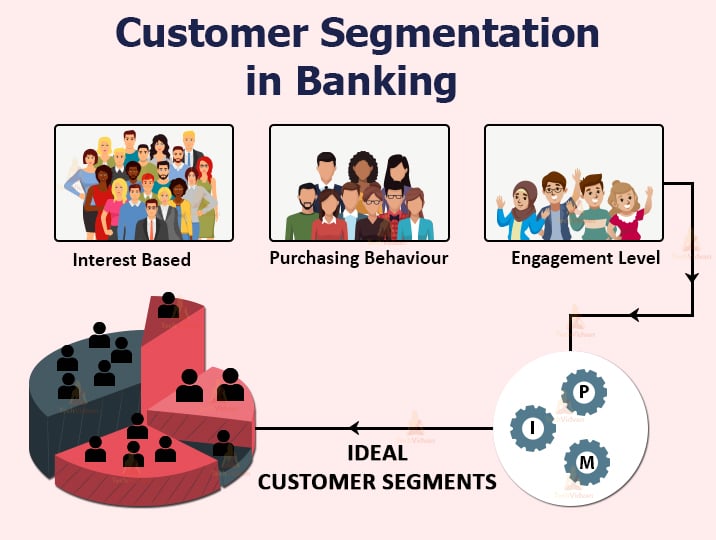 Customer Segmentation
in Banking
Interest Based
Purchasing Behaviour
Engagement Level
P
I
M
IDEAL
CUSTOMER SEGMENTS